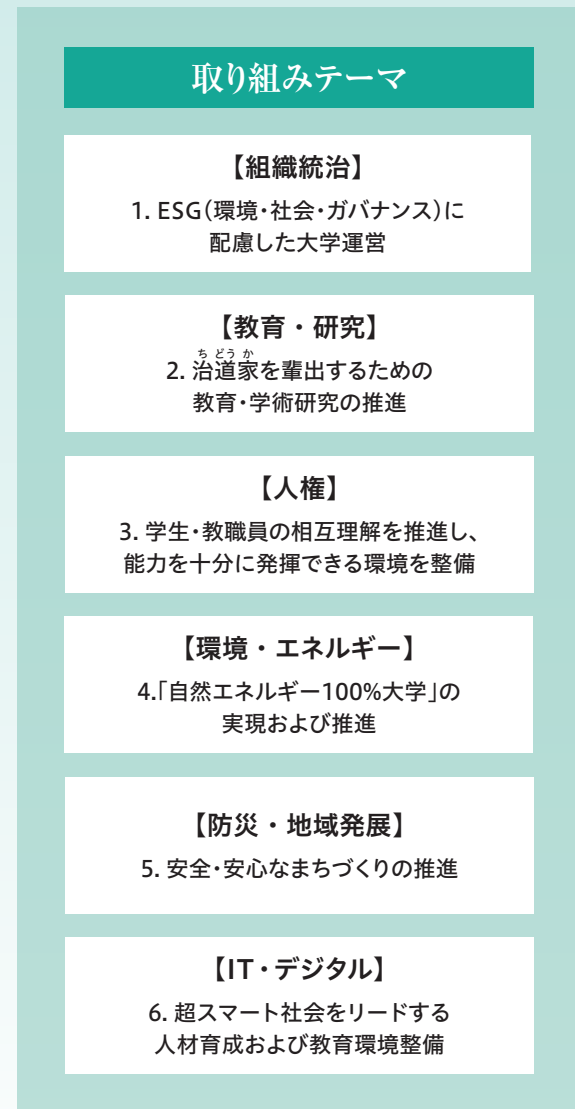 取り組みテーマ
【組織統治】
1. ESG（環境・社会・ガバナンス）に
配慮した大学運営
【教育・研究】
ち どう か
2. 治道家を輩出するための
教育・学術研究の推進
【人権】
3. 学生・教職員の相互理解を推進し、
能力を十分に発揮できる環境を整備
【環境・エネルギー】
4.「自然エネルギー100%大学」の
実現および推進
【防災・地域発展】
5. 安全・安心なまちづくりの推進
【IT・デジタル】
6. 超スマート社会をリードする
人材育成および教育環境整備